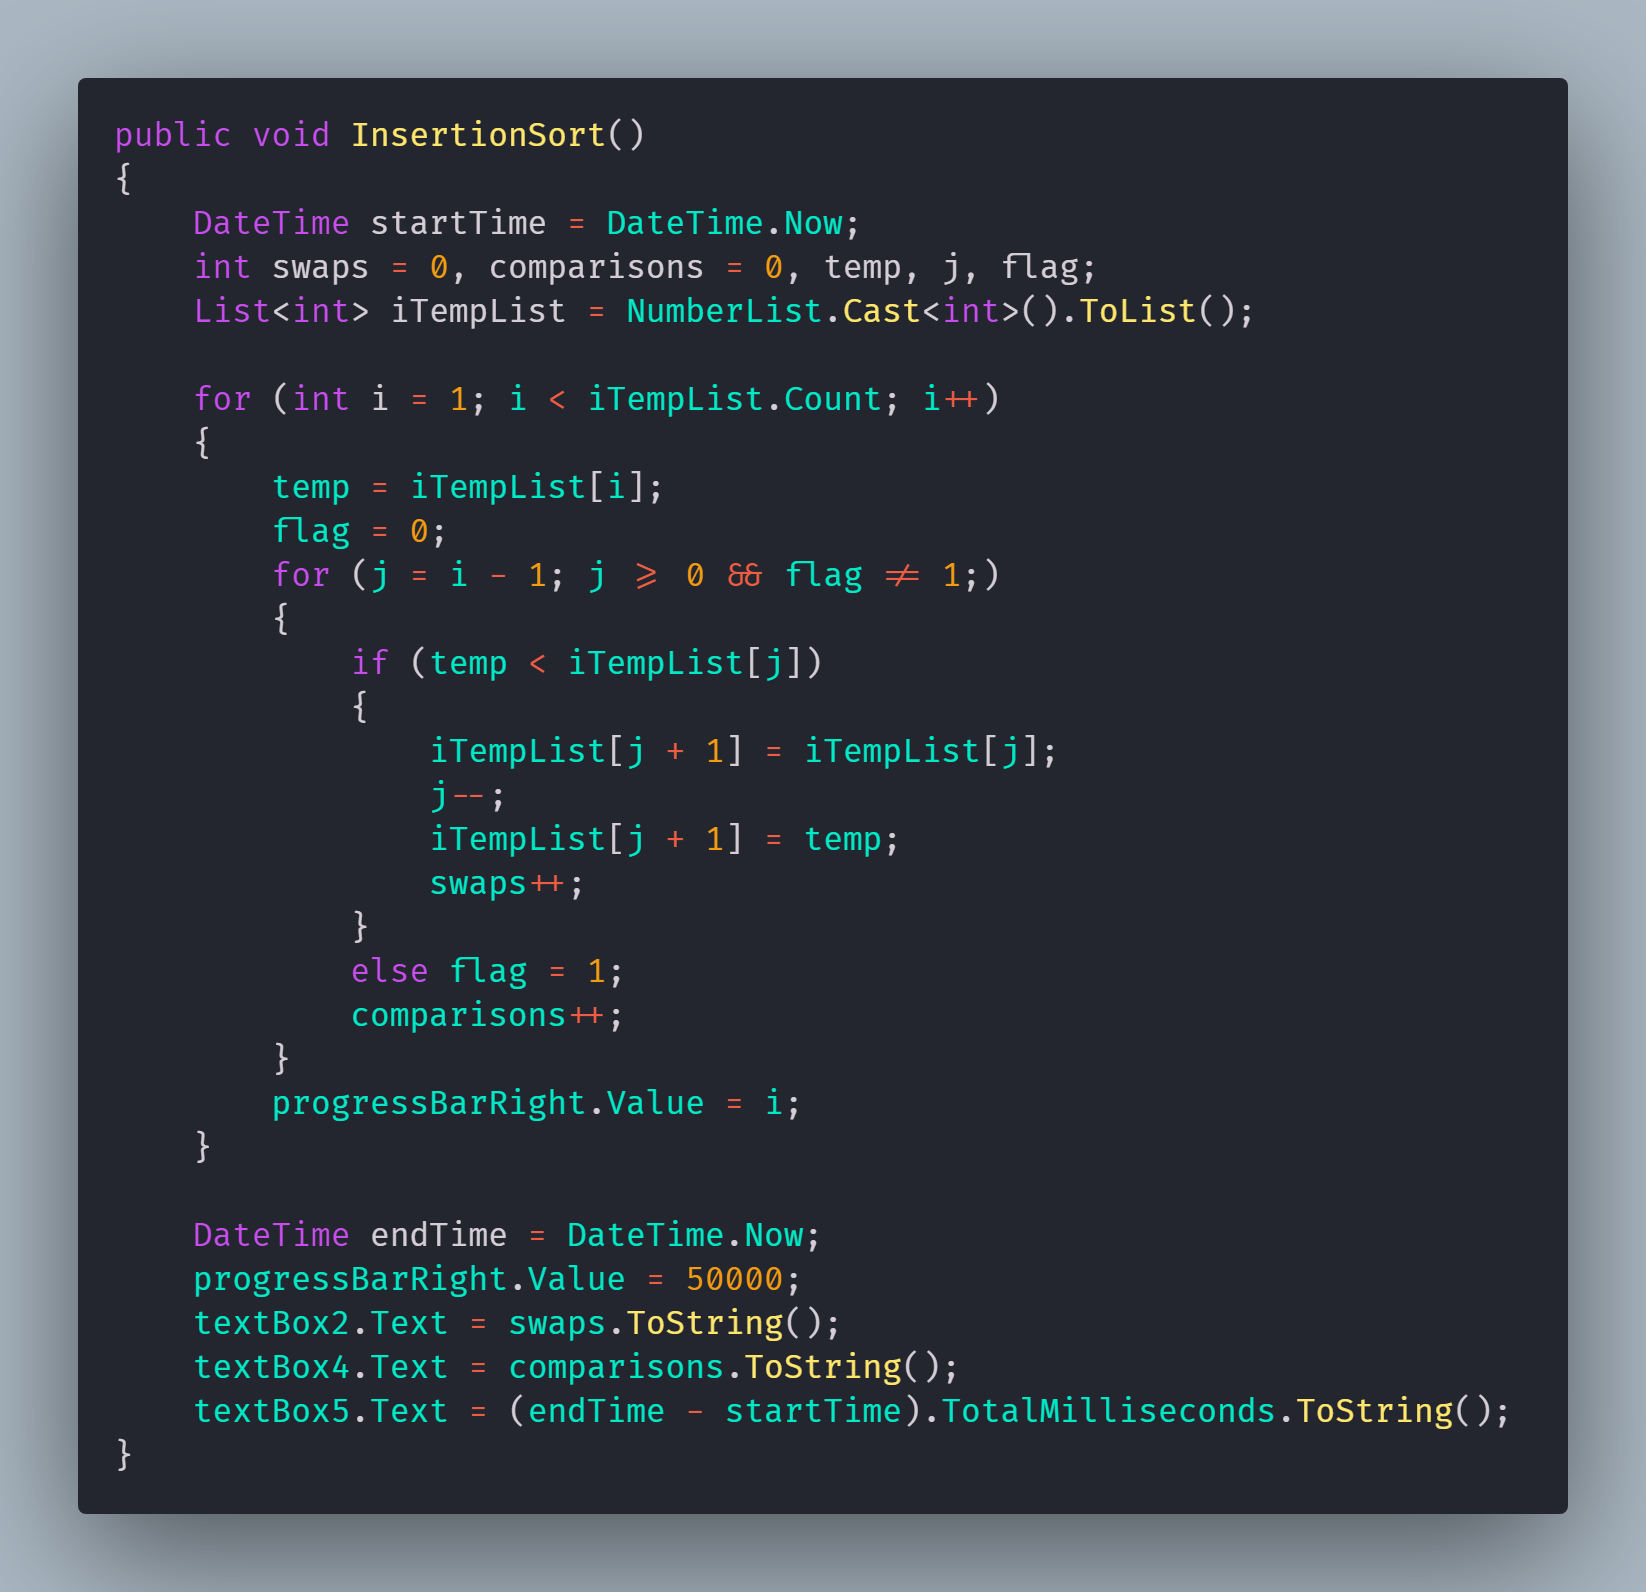 public void InsertionSort()
{
    DateTime startTime = DateTime.Now;
    int swaps = 0, comparisons = 0, temp, j, flag;
    List<int> iTempList = NumberList.Cast<int>().ToList();

    for (int i = 1; i < iTempList.Count; i++)
    {
        temp = iTempList[i];
        flag = 0;
        for (j = i - 1; j >= 0 && flag != 1;)
        {
            if (temp < iTempList[j])
            {
                iTempList[j + 1] = iTempList[j];
                j--;
                iTempList[j + 1] = temp;
                swaps++;
            }
            else flag = 1;
            comparisons++;
        }
        progressBarRight.Value = i;
    }

    DateTime endTime = DateTime.Now;
    progressBarRight.Value = 50000;
    textBox2.Text = swaps.ToString();
    textBox4.Text = comparisons.ToString();
    textBox5.Text = (endTime - startTime).TotalMilliseconds.ToString();
}